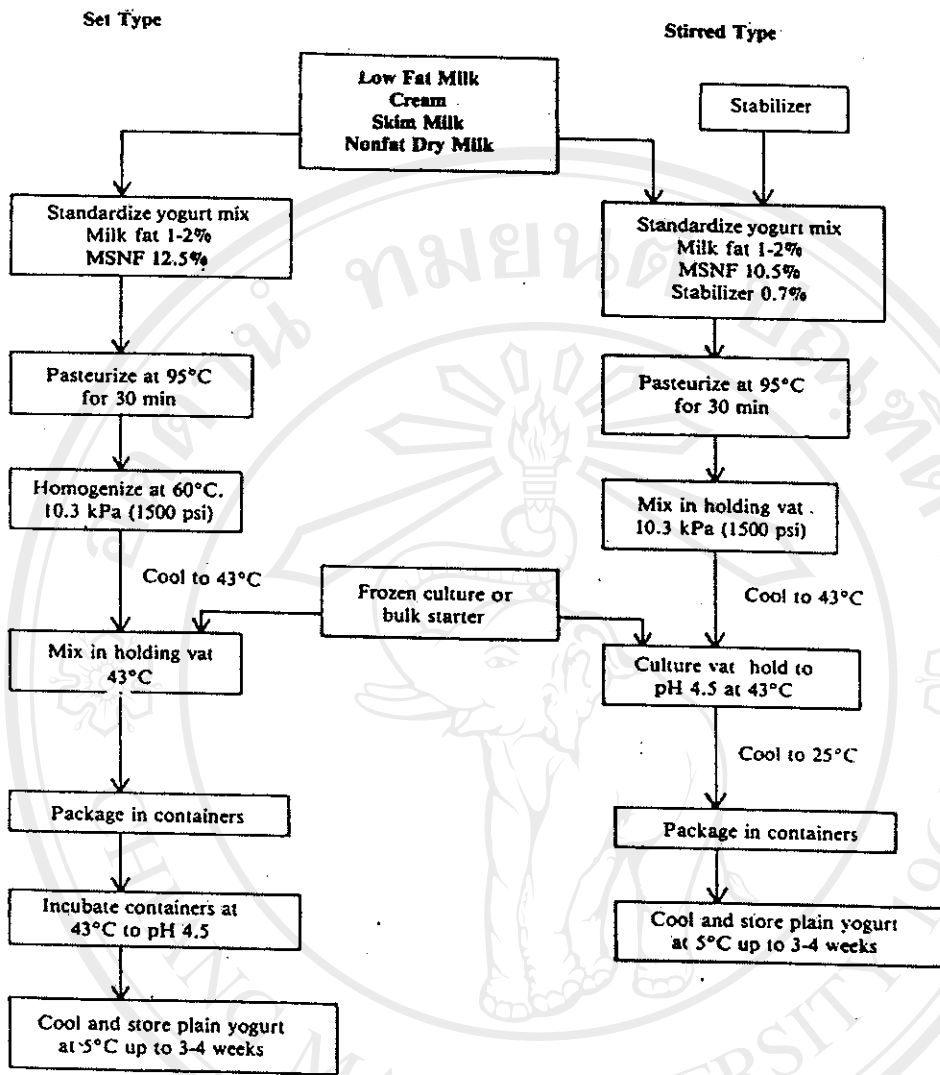 Set Type
Stirred Type
Low Fat Milk
Cream
Skim Milk
Nonfat Dry Milk
Stabilizer
Standardize yogurt mix
Milk fat 1-2%
MSNF 12.5%
Standardize yogurt mix
Milk fat 1-2%
MSNF 10.5%
Stabilizer 0.7%
Pasteurize at 95°C
for 30 min
Pasteurize at 95°C
for 30 min
Homogenize at 60°C.
10.3 kPa (1500 psi)
Mix in holding vat.
10.3 kPa (1500 psi)
Cool to 43°C
Frozen culture or
bulk starter
Cool to 43°C
Mix in holding vat
43°C
Culture vat hold to
pH 4.5 at 43°C
Cool to 25°C
Package in containers
Package in containers
Incubate containers at
43°C to pH 4.5
Cool and store plain yogurt
at 5°C up to 3-4 weeks
Cool and store plain yogurt
at 5°C up to 3-4 weeks